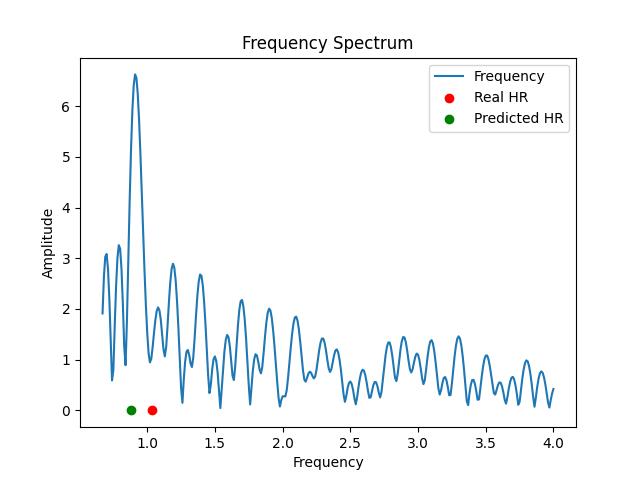 Frequency Spectrum
Frequency
Real HR
Predicted HR
Amplitude
6
5
4
3
2
1
0
1.0 1.5 2.0 2.5 3.0 3.5 4.0
Frequency